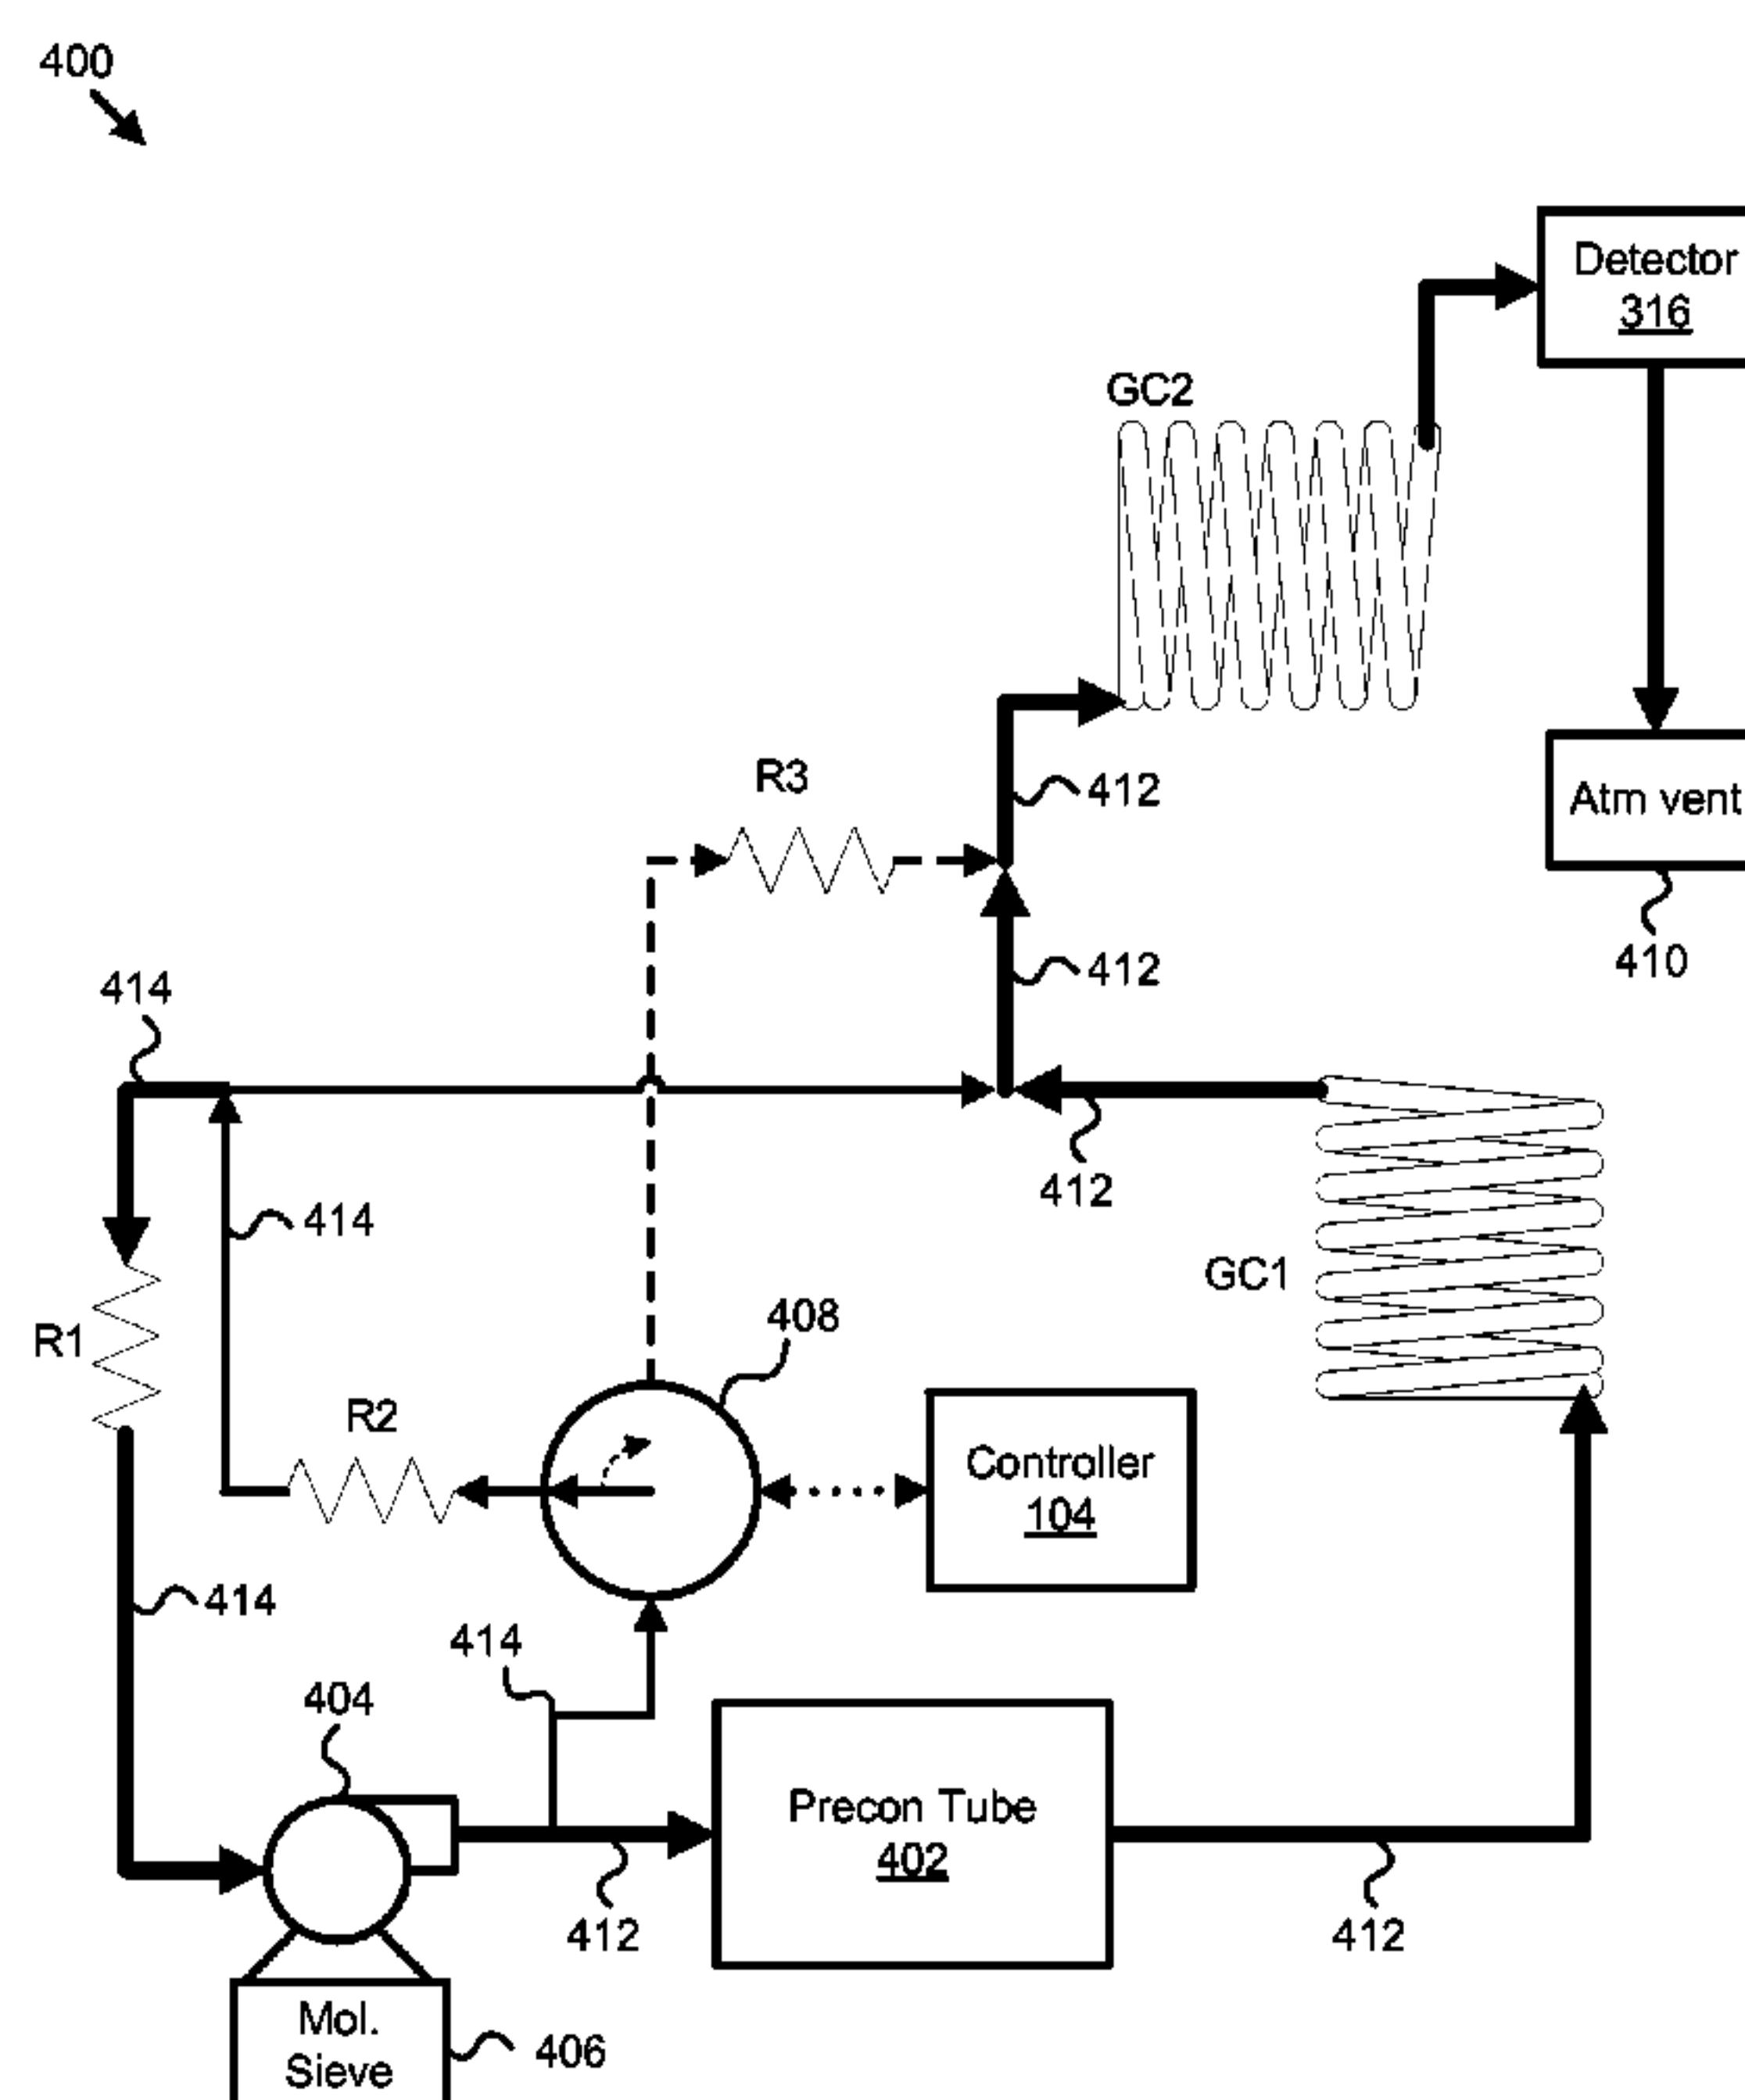 400
Detector
316
GC2
R3
412
Atm vent
412
410
414
412
414
GC1
408
R1
R2
Controller
104
414
414
404
Precon Tube
402
412
412
Mol.
Sieve
406